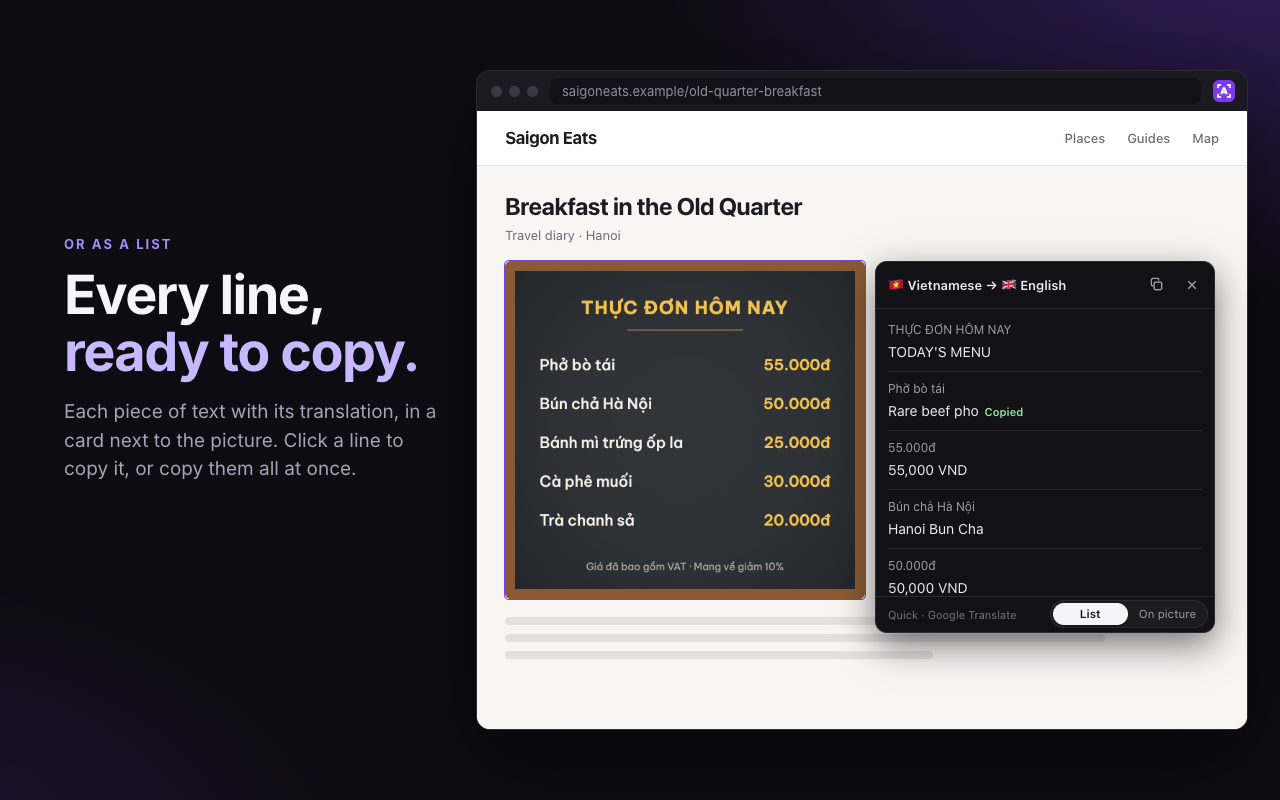 OR AS A LIST
Every line,
ready to copy.
Each piece of text with its translation, in a
card next to the picture. Click a line to
copy it, or copy them all at once.
saigoneats.example/old-quarter-breakfast
Saigon Eats
Places Guides Map
Breakfast in the Old Quarter
Travel diary · Hanoi
THỰC ĐƠN HÔM NAY
Phở bò tái 55.000đ
Bún chả Hà Nội 50.000đ
Bánh mì trứng ốp la 25.000đ
Cà phê muối 30.000đ
Trà chanh sả 20.000đ
Giá đã bao gồm VAT · Mang về giảm 10%
Vietnamese → English
THỰC ĐƠN HÔM NAY
TODAY'S MENU
Phở bò tái
Rare beef pho Copied
55.000đ
55,000 VND
Bún chả Hà Nội
Hanoi Bun Cha
50.000đ
50,000 VND
Quick · Google Translate
List On picture